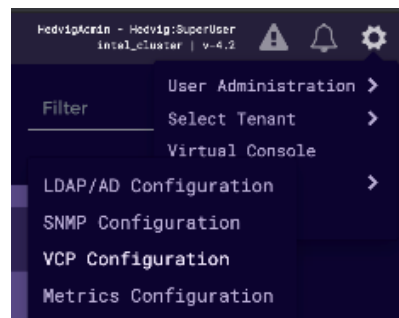 HedvigAdmin - Hedvig:SuperUser
intel_cluster | v-4.2
User Administration >
Filter
Select Tenant >
Virtual Console
>
LDAP/AD Configuration
SNMP Configuration
VCP Configuration
Metrics Configuration